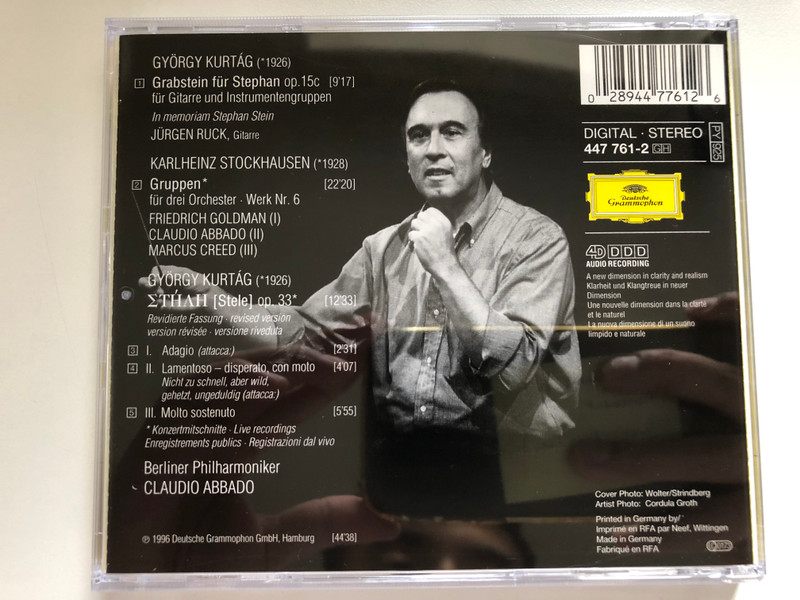 GYÖRGY KURTÁG (*1926)
1 Grabstein für Stephan op.15c [9'17]
für Gitarre und Instrumentengruppen
In memoriam Stephan Stein
JÜRGEN RUCK, Gitarre
KARLHEINZ STOCKHAUSEN (*1928)
2 Gruppen* [22'20]
für drei Orchester · Werk Nr. 6
FRIEDRICH GOLDMAN (I)
CLAUDIO ABBADO (II)
MARCUS CREED (III)
GYÖRGY KURTÁG (*1926)
ΣΤΉΛΗ [Stele] op. 33* [12'33]
Revidierte Fassung · revised version
version révisée · versione riveduta
3 I. Adagio (attacca:) [2'31]
4 II. Lamentoso – disperato, con moto [4'07]
Nicht zu schnell, aber wild,
gehetzt, ungeduldig (attacca:)
5 III. Molto sostenuto [5'55]
* Konzertmitschnitte · Live recordings
Enregistrements publics · Registrazioni dal vivo
Berliner Philharmoniker
CLAUDIO ABBADO
℗ 1996 Deutsche Grammophon GmbH, Hamburg [44'38]
0 28944 77612 6
DIGITAL · STEREO
447 761-2 GH
PY 925
Deutsche
Grammophon
4D DDD
AUDIO RECORDING
A new dimension in clarity and realism
Klarheit und Klangtreue in neuer
Dimension
Une nouvelle dimension dans la clarté
et le naturel
La nuova dimensione di un suono
limpido e naturale
Cover Photo: Wolter/Strindberg
Artist Photo: Cordula Groth
Printed in Germany by/
Imprimé en RFA par Neef, Wittingen
Made in Germany
Fabriqué en RFA